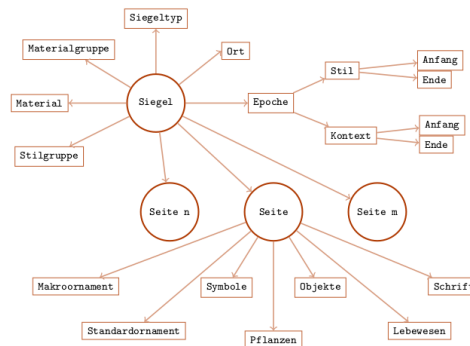 Siegeltyp
Materialgruppe
Ort
Anfang
Stil
Ende
Material
Siegel
Epoche
Anfang
Kontext
Ende
Stilgruppe
Seite n
Seite
Seite m
Makroornament
Symbole
Objekte
Schrift
Standardornament
Lebewesen
Pflanzen